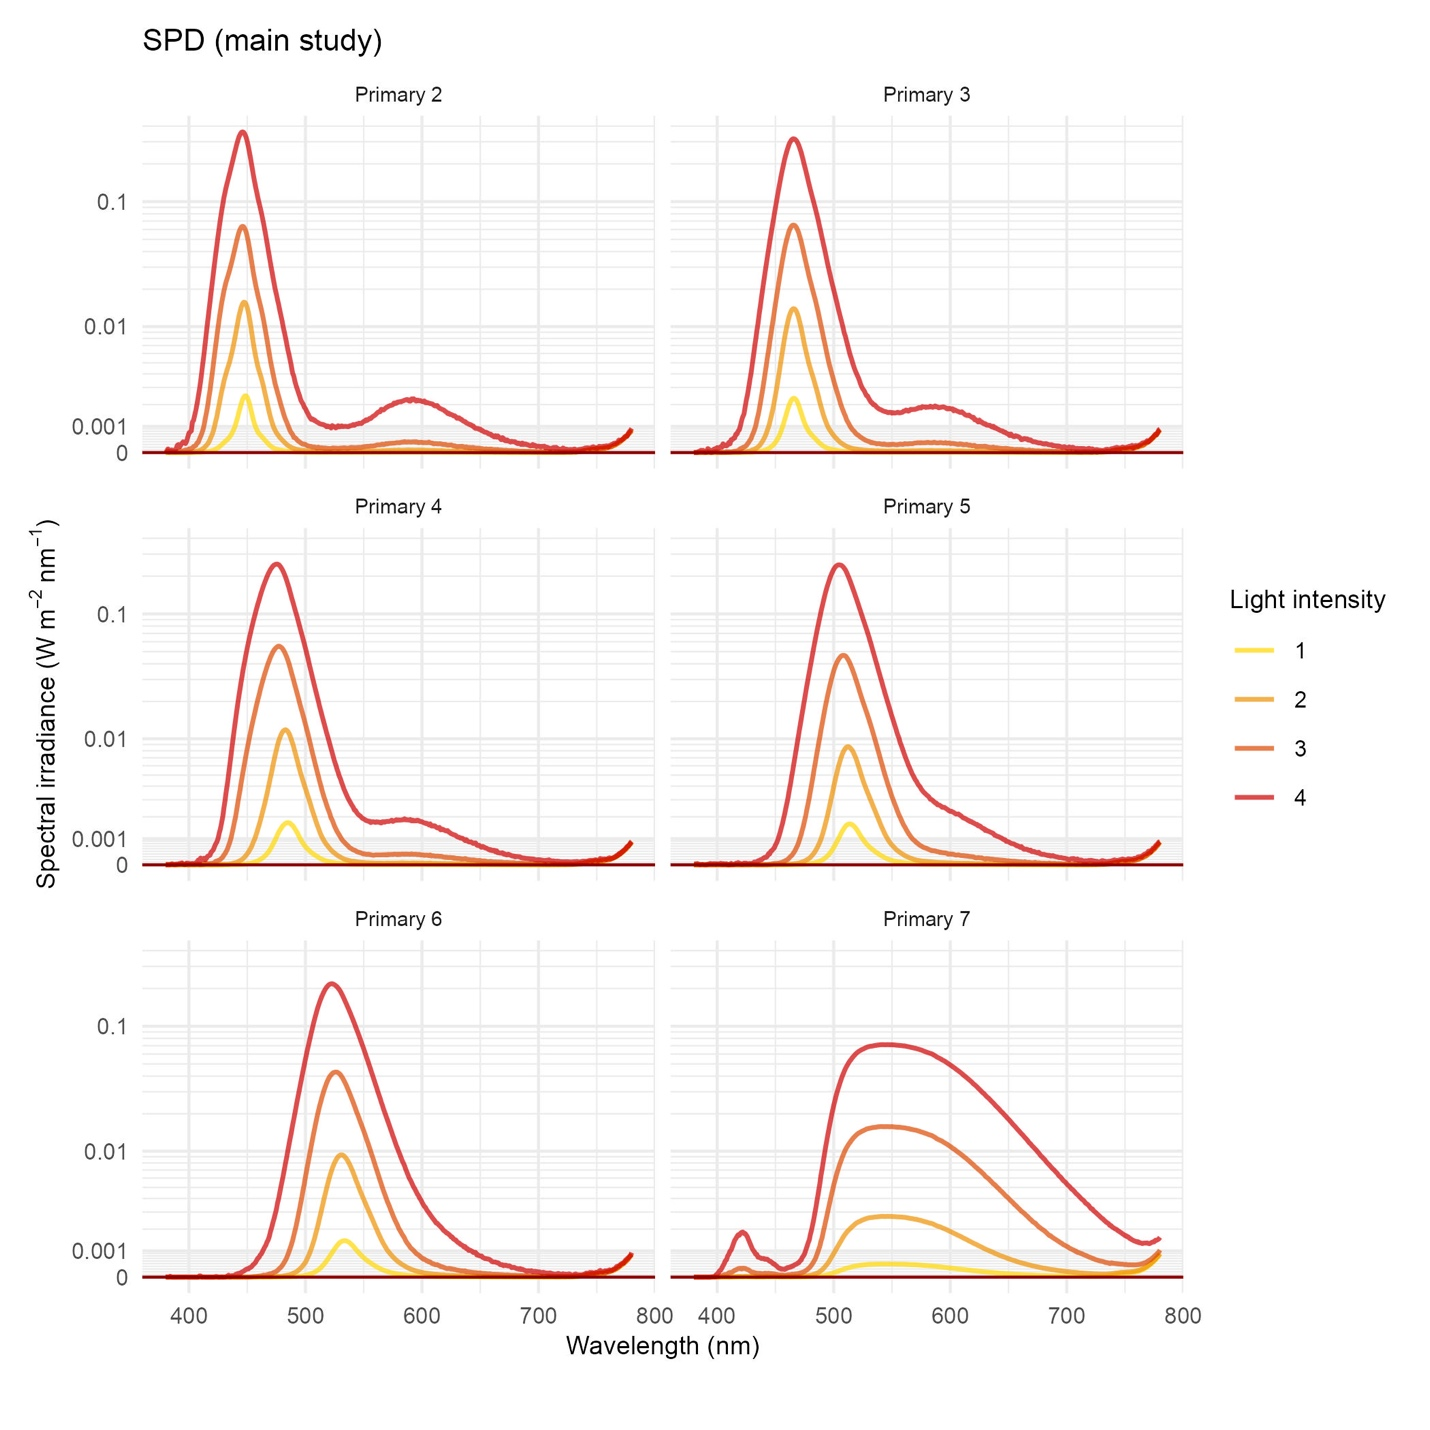 SPD (main study)
Primary 2
Primary 3
0.1
0.01
0.001
0
Primary 4
Primary 5
0.1
0.01
0.001
0
Primary 6
Primary 7
0.1
0.01
0.001
0
400 500 600 700 800
400 500 600 700 800
Wavelength (nm)
Spectral irradiance (W m⁻² nm⁻¹)
Light intensity
1
2
3
4